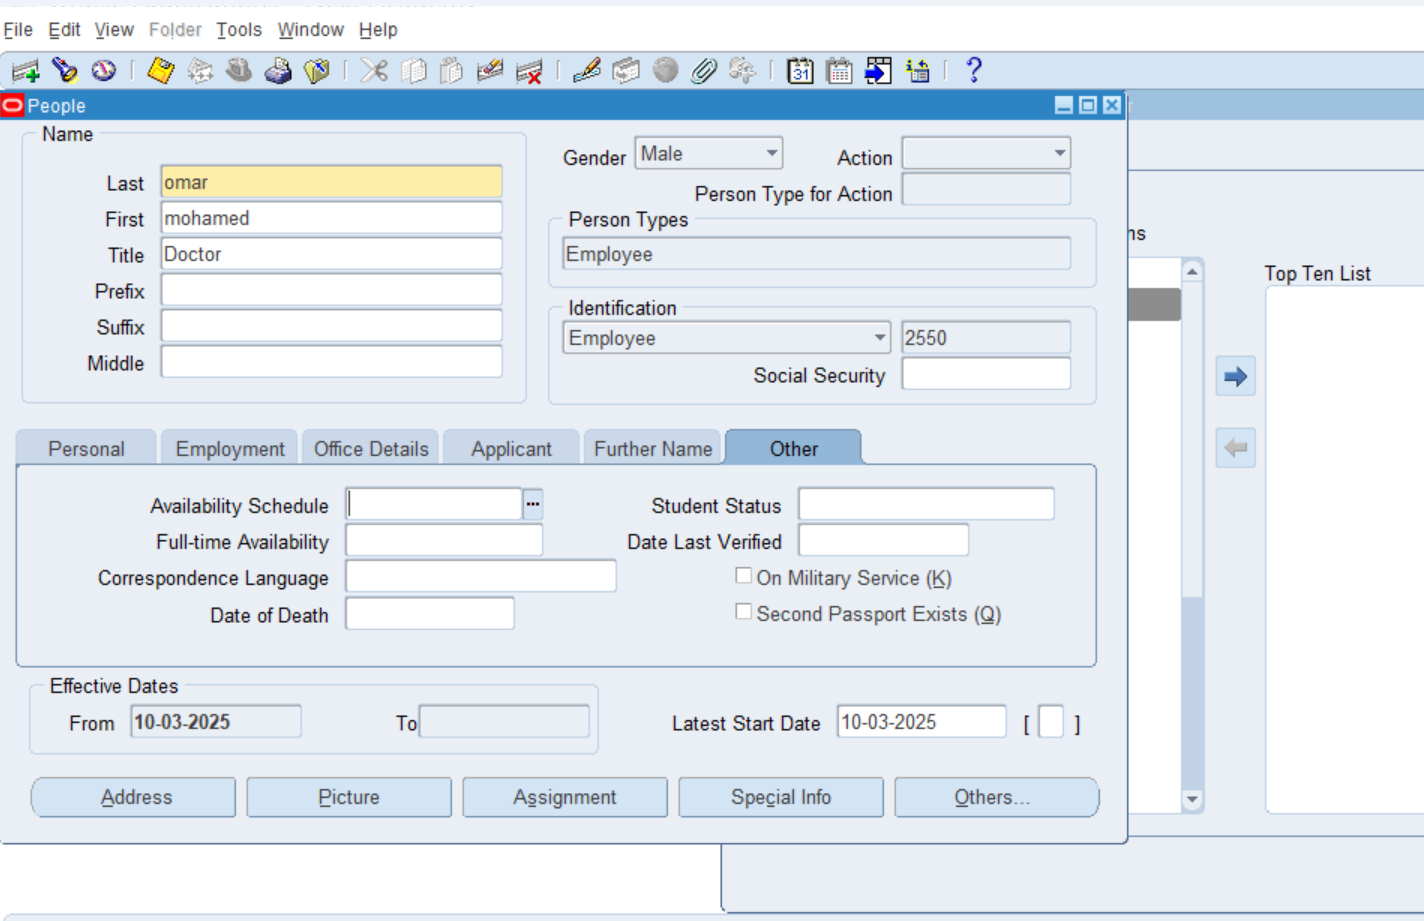 File Edit View Folder Tools Window Help
People
Name
Last omar
First mohamed
Title Doctor
Prefix
Suffix
Middle
Gender Male Action
Person Type for Action
Person Types
Employee
Identification
Employee 2550
Social Security
ns
Top Ten List
Personal Employment Office Details Applicant Further Name Other
Availability Schedule ... Student Status
Full-time Availability Date Last Verified
Correspondence Language On Military Service (K)
Date of Death Second Passport Exists (Q)
Effective Dates
From 10-03-2025 To Latest Start Date 10-03-2025 [ ]
Address Picture Assignment Special Info Others...